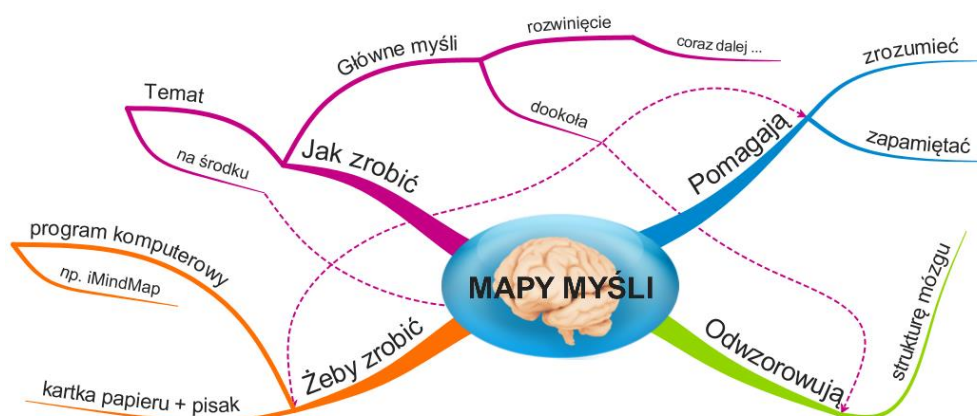 MAPY MYŚLI
Jak zrobić
Temat
na środku
Główne myśli
rozwinięcie
coraz dalej ...
dookoła
Pomagają
zrozumieć
zapamiętać
Odwzorowują
strukturę mózgu
Żeby zrobić
program komputerowy
np. iMindMap
kartka papieru + pisak